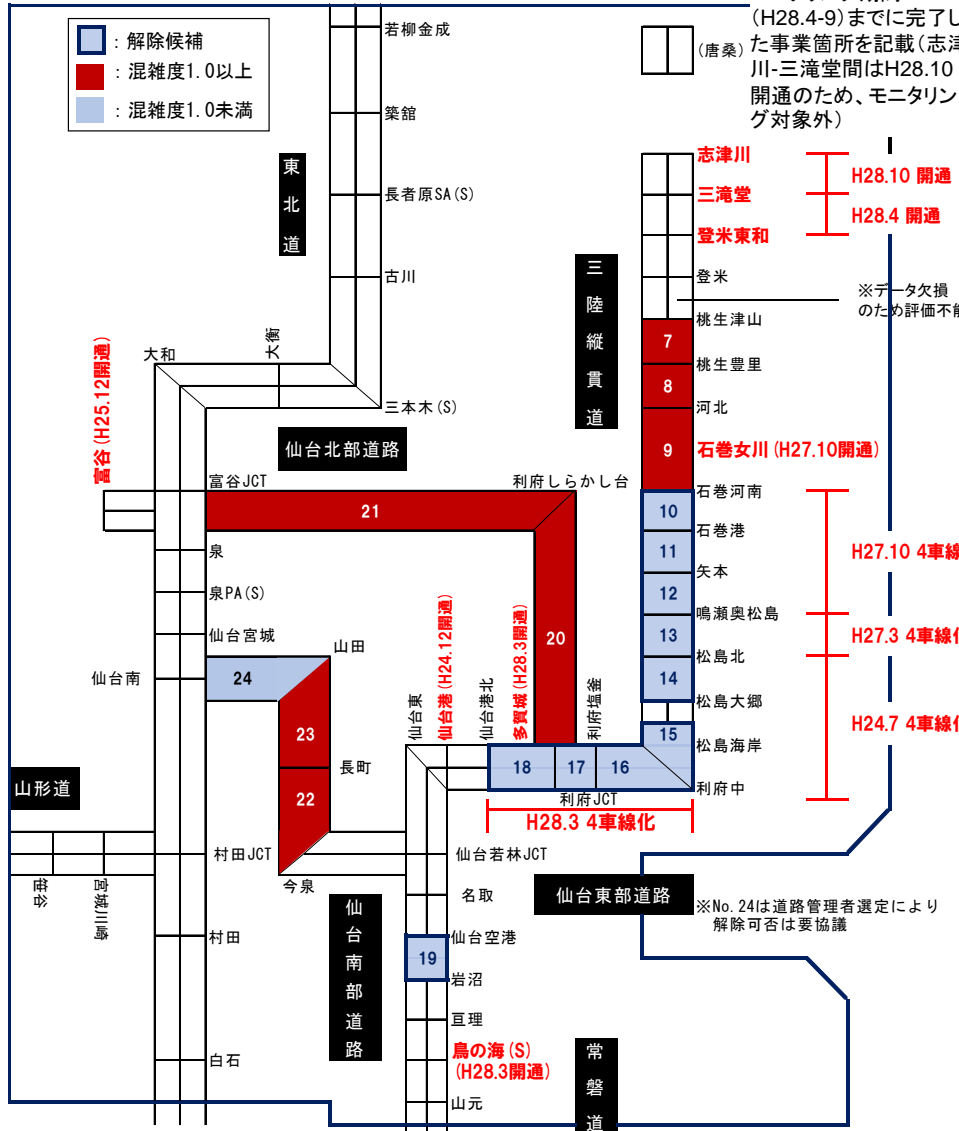 (H28.4-9)までに完了し
た事業箇所を記載(志津
川-三滝堂間はH28.10
開通のため、モニタリン
グ対象外)
：解除候補
：混雑度1.0以上
：混雑度1.0未満
若柳金成
(唐桑)
築舘
東北道
長者原SA(S)
古川
志津川
H28.10 開通
三滝堂
H28.4 開通
登米東和
三陸縦貫道
登米
※データ欠損
のため評価不能
桃生津山
7
桃生豊里
8
河北
9
石巻女川(H27.10開通)
石巻河南
大和
大衡
三本木(S)
富谷(H25.12開通)
仙台北部道路
富谷JCT
利府しらかし台
21
10
石巻港
11
矢本
12
鳴瀬奥松島
H27.10 4車線
13
H27.3 4車線化
松島北
14
松島大郷
15
松島海岸
H24.7 4車線化
利府中
泉
泉PA(S)
仙台宮城
山田
仙台南
24
23
長町
22
今泉
20
仙台東
仙台港(H24.12開通)
仙台港北
多賀城(H28.3開通)
利府塩釜
18
17
16
利府JCT
H28.3 4車線化
山形道
笹谷
宮城川崎
村田JCT
仙台若林JCT
名取
仙台東部道路
※No.24は道路管理者選定により
解除可否は要協議
村田
仙台南部道路
仙台空港
19
岩沼
亘理
白石
鳥の海(S)
(H28.3開通)
常磐道
山元